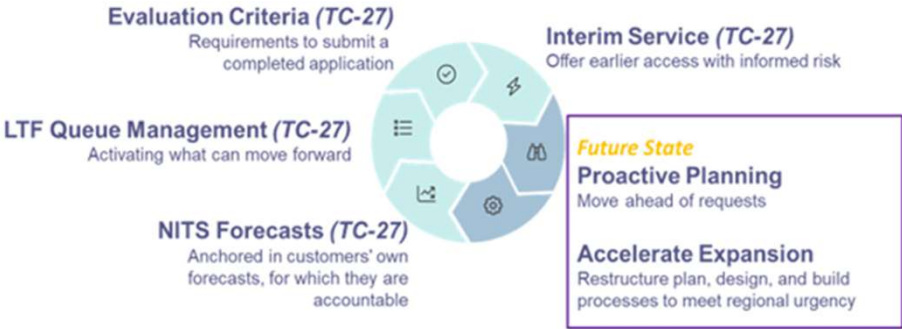 Evaluation Criteria (TC-27)
Requirements to submit a
completed application
Interim Service (TC-27)
Offer earlier access with informed risk
LTF Queue Management (TC-27)
Activating what can move forward
Future State
Proactive Planning
Move ahead of requests
NITS Forecasts (TC-27)
Anchored in customers' own
forecasts, for which they are
accountable
Accelerate Expansion
Restructure plan, design, and build
processes to meet regional urgency